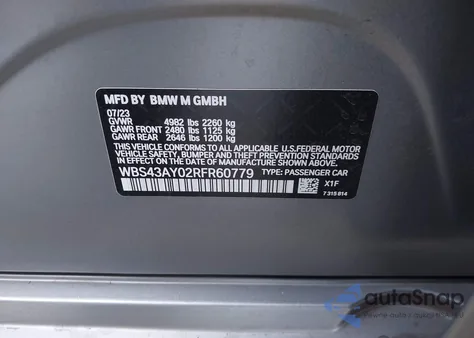 MFD BY BMW M GMBH
07/23
GVWR 4982 lbs 2260 kg
GAWR FRONT 2480 lbs 1125 kg
GAWR REAR 2646 lbs 1200 kg
THIS VEHICLE CONFORMS TO ALL APPLICABLE U.S.FEDERAL MOTOR
VEHICLE SAFETY, BUMPER, AND THEFT PREVENTION STANDARDS
IN EFFECT ON THE DATE OF MANUFACTURE SHOWN ABOVE.
WBS43AY02RFR60779 TYPE: PASSENGER CAR
X1F
7 315 814
autoSnap